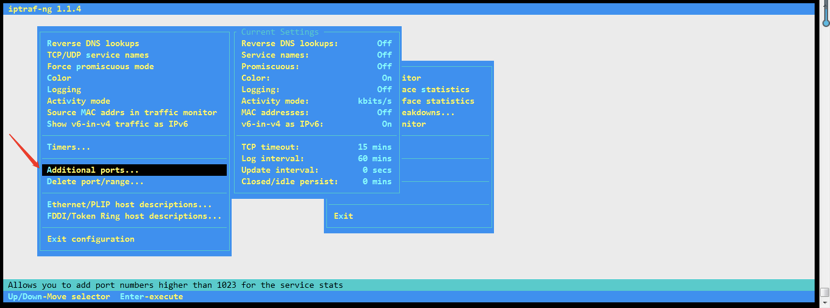 iptraf-ng 1.1.4
Reverse DNS lookups
TCP/UDP service names
Force promiscuous mode
Color
Logging
Activity mode
Source MAC addrs in traffic monitor
Show v6-in-v4 traffic as IPv6
Timers...
Additional ports...
Delete port/range...
Ethernet/PLIP host descriptions...
FDDI/Token Ring host descriptions...
Exit configuration
Current Settings
Reverse DNS lookups: Off
Service names: Off
Promiscuous: Off
Color: On
Logging: Off
Activity mode: kbits/s
MAC addresses: Off
v6-in-v4 as IPv6: On
TCP timeout: 15 mins
Log interval: 60 mins
Update interval: 0 secs
Closed/idle persist: 0 mins
itor
ace statistics
face statistics
eakdowns...
nitor
Exit
Allows you to add port numbers higher than 1023 for the service stats
Up/Down-Move selector Enter-execute